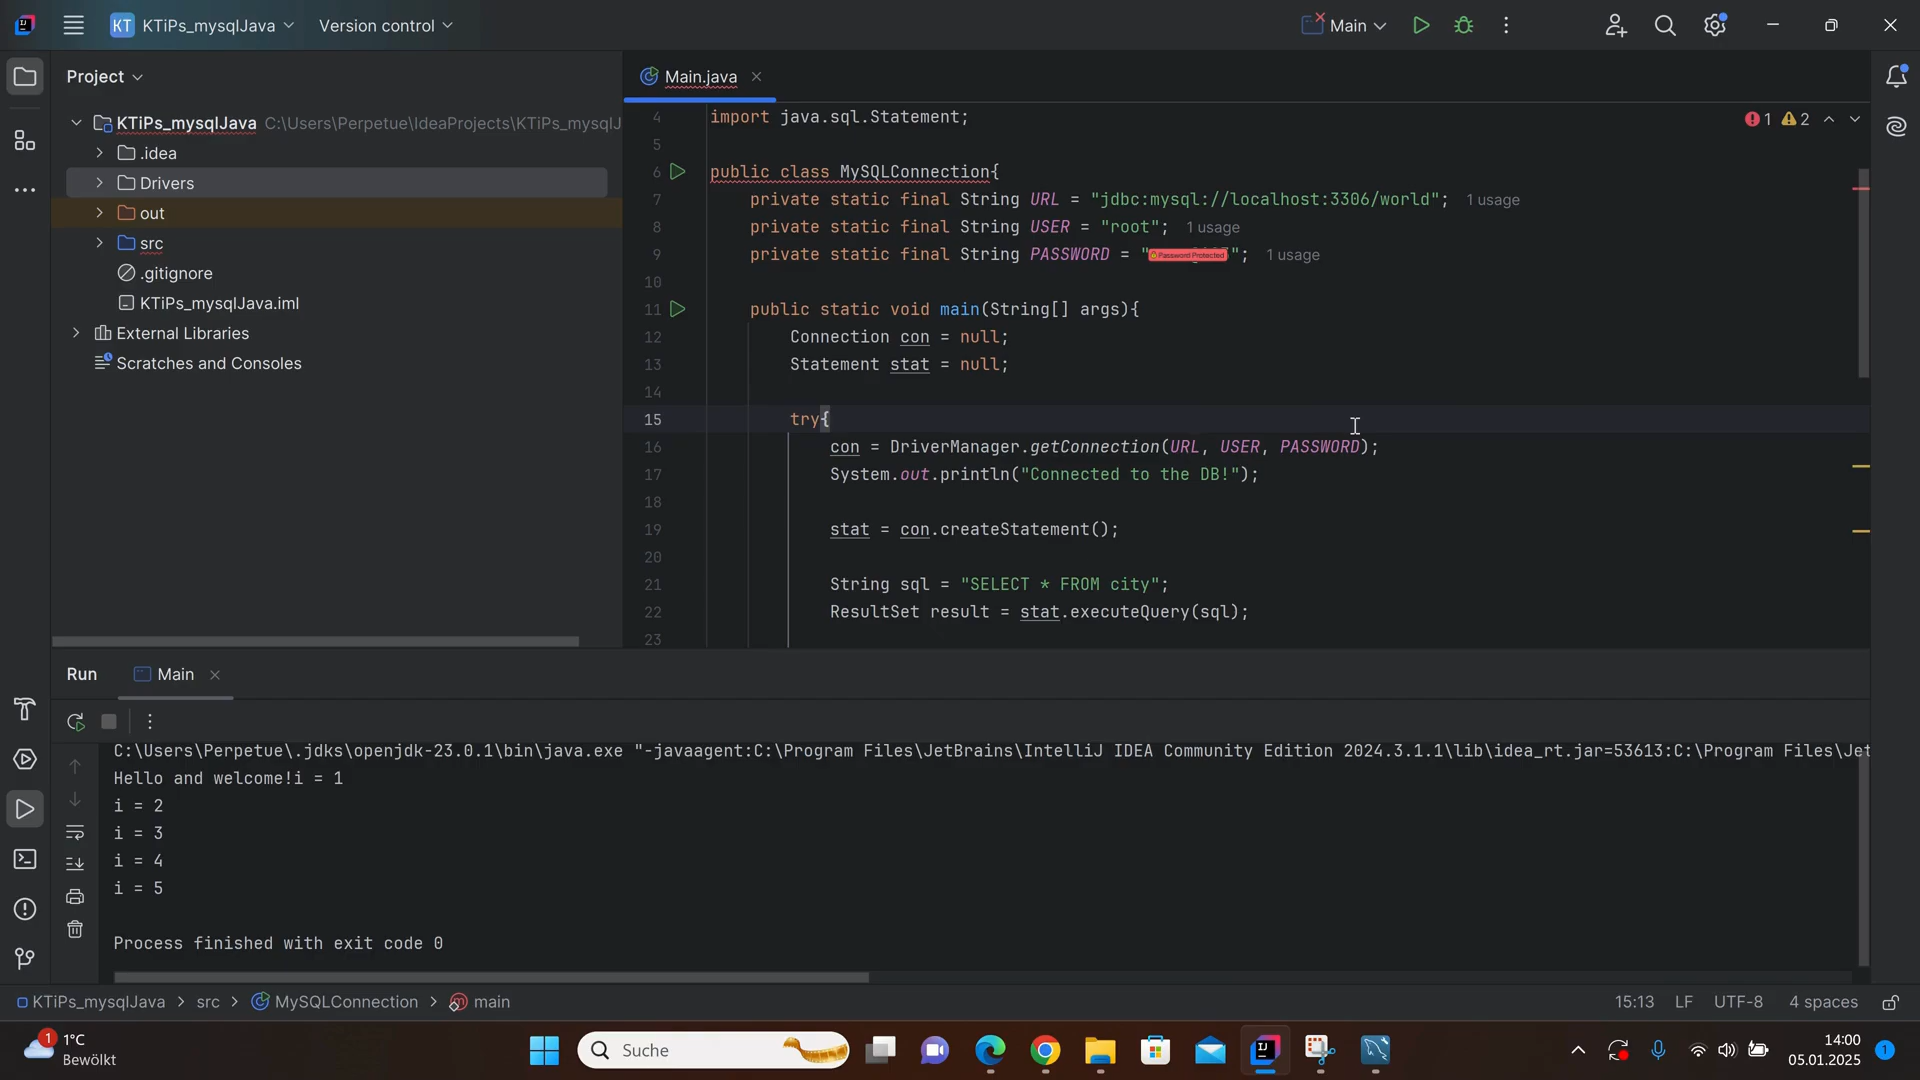 KT KTiPs_mysqlJava Version control Main
Project
KTiPs_mysqlJava C:\Users\Perpetue\IdeaProjects\KTiPs_mysqlJ
.idea
Drivers
out
src
.gitignore
KTiPs_mysqlJava.iml
External Libraries
Scratches and Consoles
Main.java
1 2
4 import java.sql.Statement;
5
6 public class MySQLConnection{
7 private static final String URL = "jdbc:mysql://localhost:3306/world"; 1 usage
8 private static final String USER = "root"; 1 usage
9 private static final String PASSWORD = "Password Protected"; 1 usage
10
11 public static void main(String[] args){
12 Connection con = null;
13 Statement stat = null;
14
15 try{
16 con = DriverManager.getConnection(URL, USER, PASSWORD);
17 System.out.println("Connected to the DB!");
18
19 stat = con.createStatement();
20
21 String sql = "SELECT * FROM city";
22 ResultSet result = stat.executeQuery(sql);
23
Run Main
C:\Users\Perpetue\.jdks\openjdk-23.0.1\bin\java.exe "-javaagent:C:\Program Files\JetBrains\IntelliJ IDEA Community Edition 2024.3.1.1\lib\idea_rt.jar=53613:C:\Program Files\Jet
Hello and welcome!i = 1
i = 2
i = 3
i = 4
i = 5
Process finished with exit code 0
KTiPs_mysqlJava > src > MySQLConnection > main 15:13 LF UTF-8 4 spaces
1 1°C
Bewölkt
Suche
14:00
05.01.2025
1